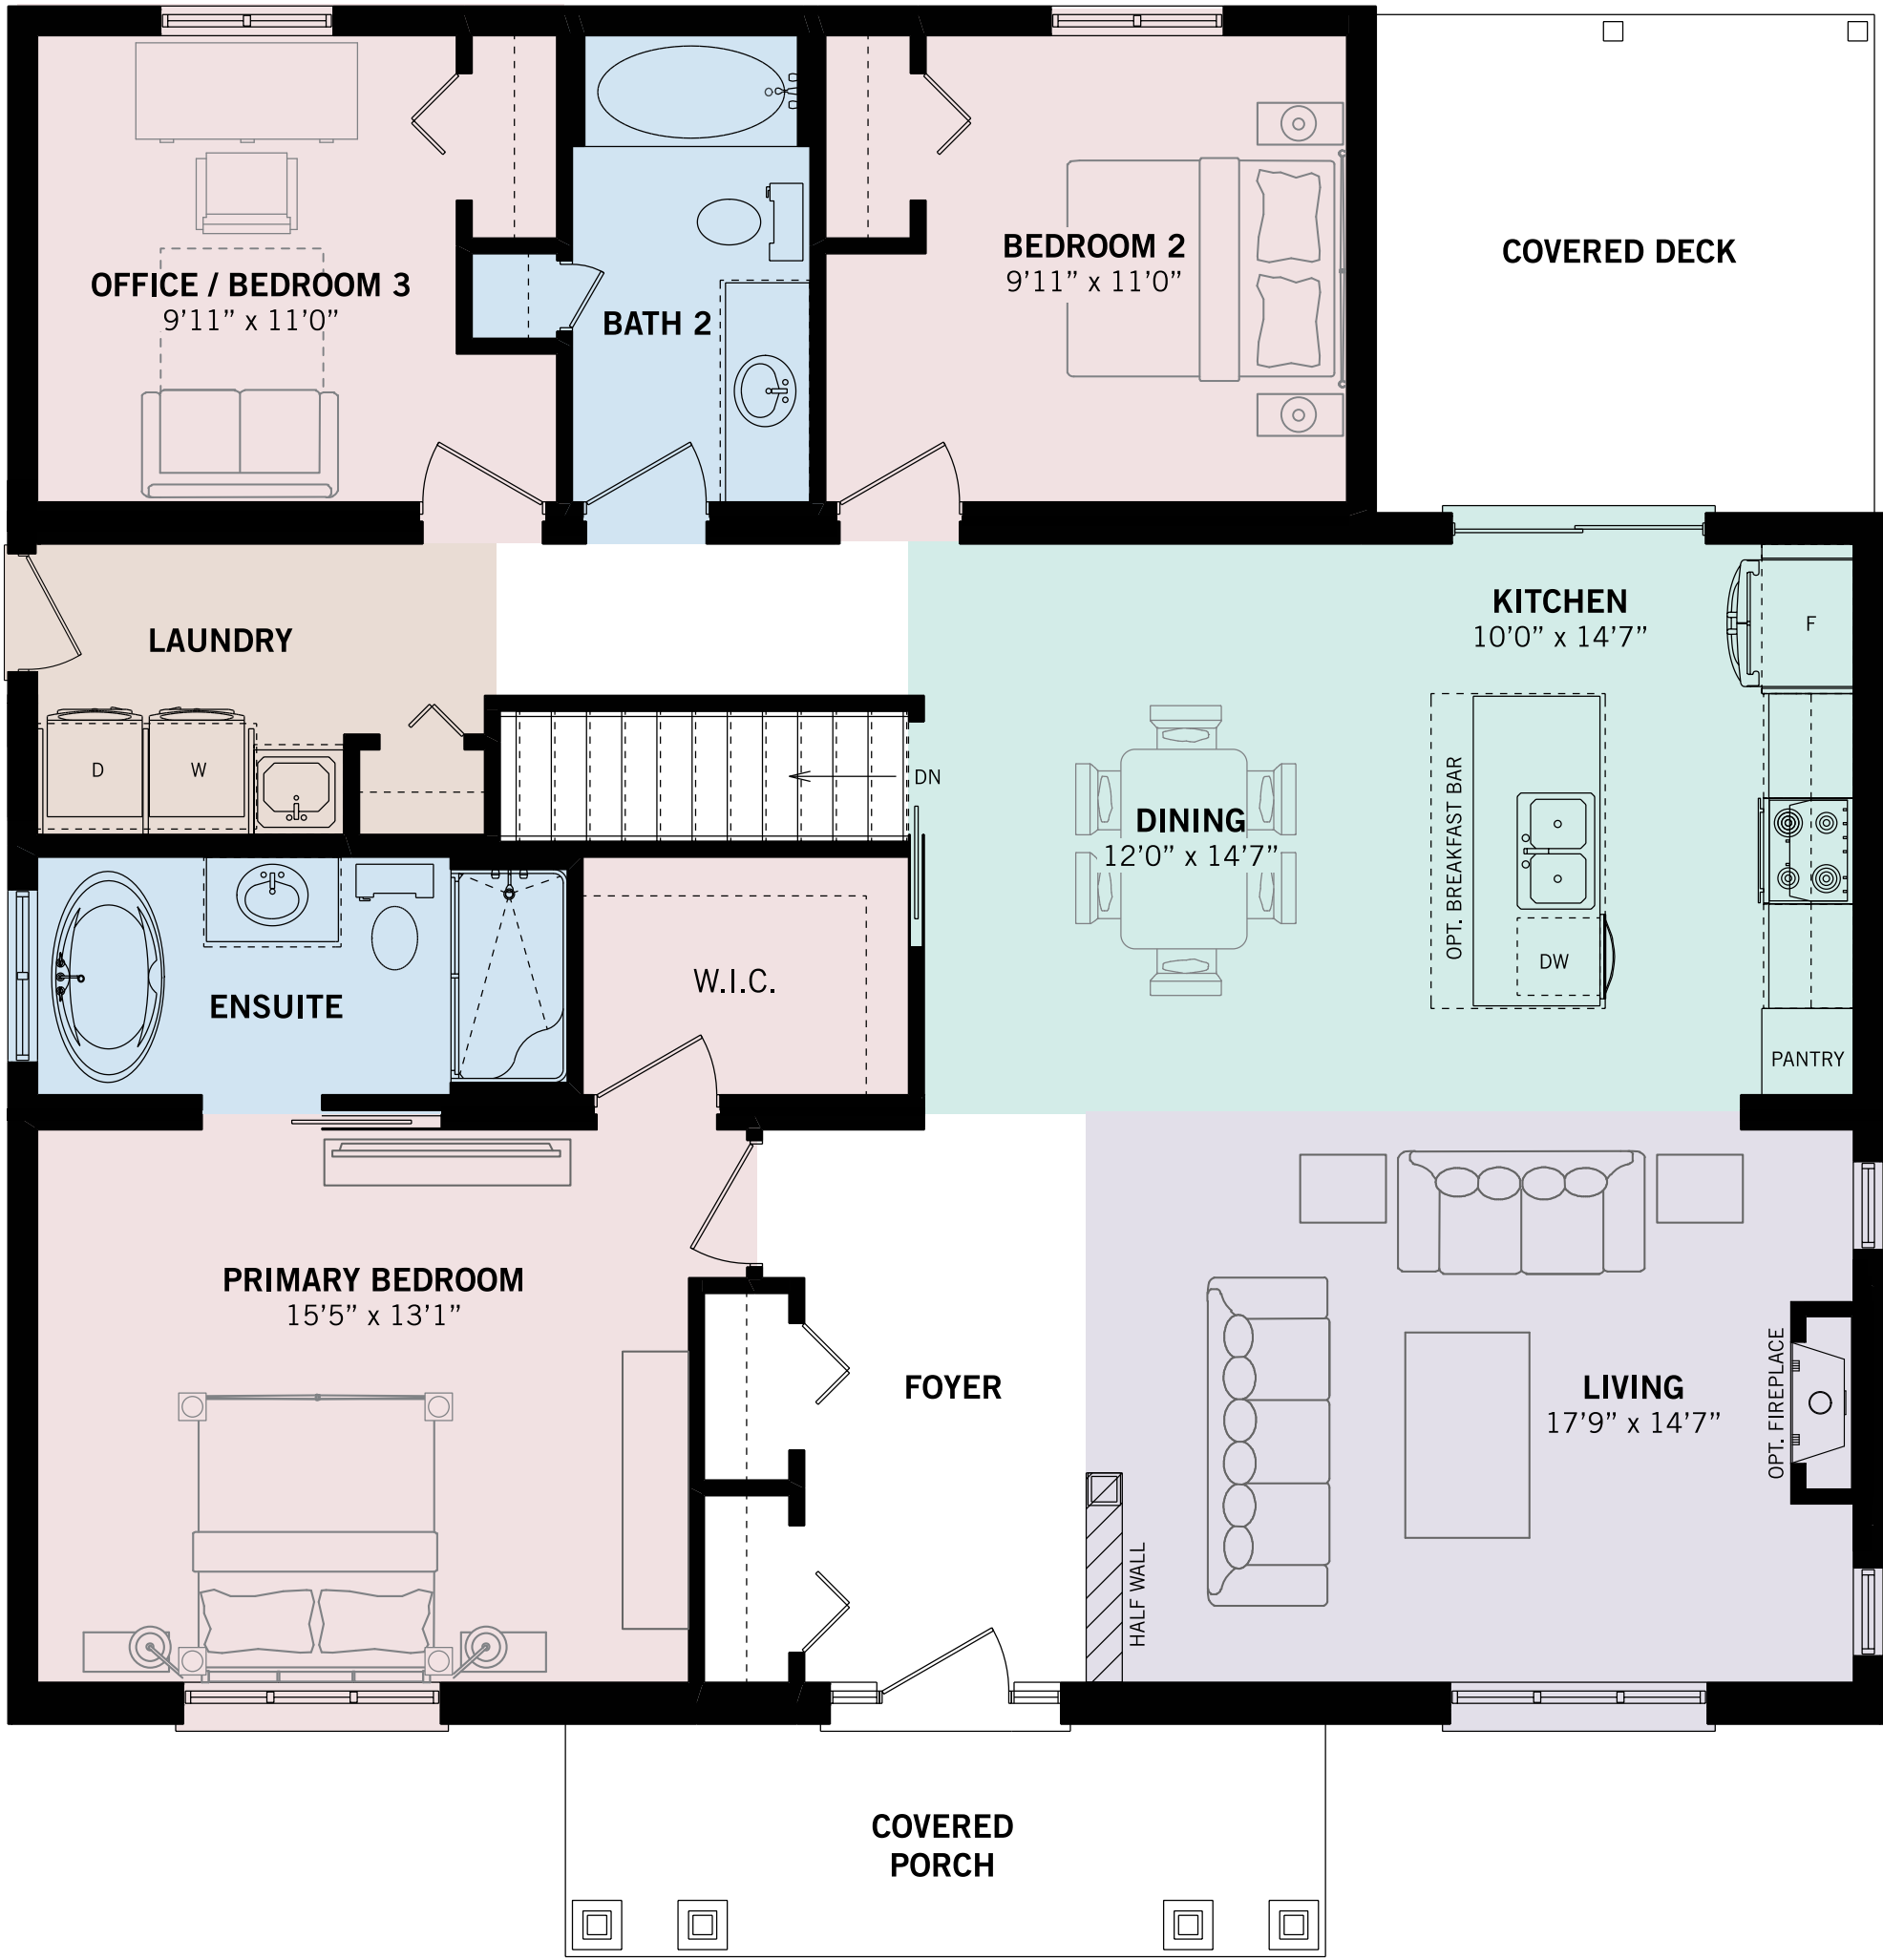 OFFICE / BEDROOM 3
9’11” x 11’0”
BATH 2
BEDROOM 2
9’11” x 11’0”
COVERED DECK
LAUNDRY
D
W
DN
KITCHEN
10’0” x 14’7”
F
OPT. BREAKFAST BAR
DINING
12’0” x 14’7”
DW
PANTRY
ENSUITE
W.I.C.
PRIMARY BEDROOM
15’5” x 13’1”
FOYER
LIVING
17’9” x 14’7”
OPT. FIREPLACE
HALF WALL
COVERED
PORCH